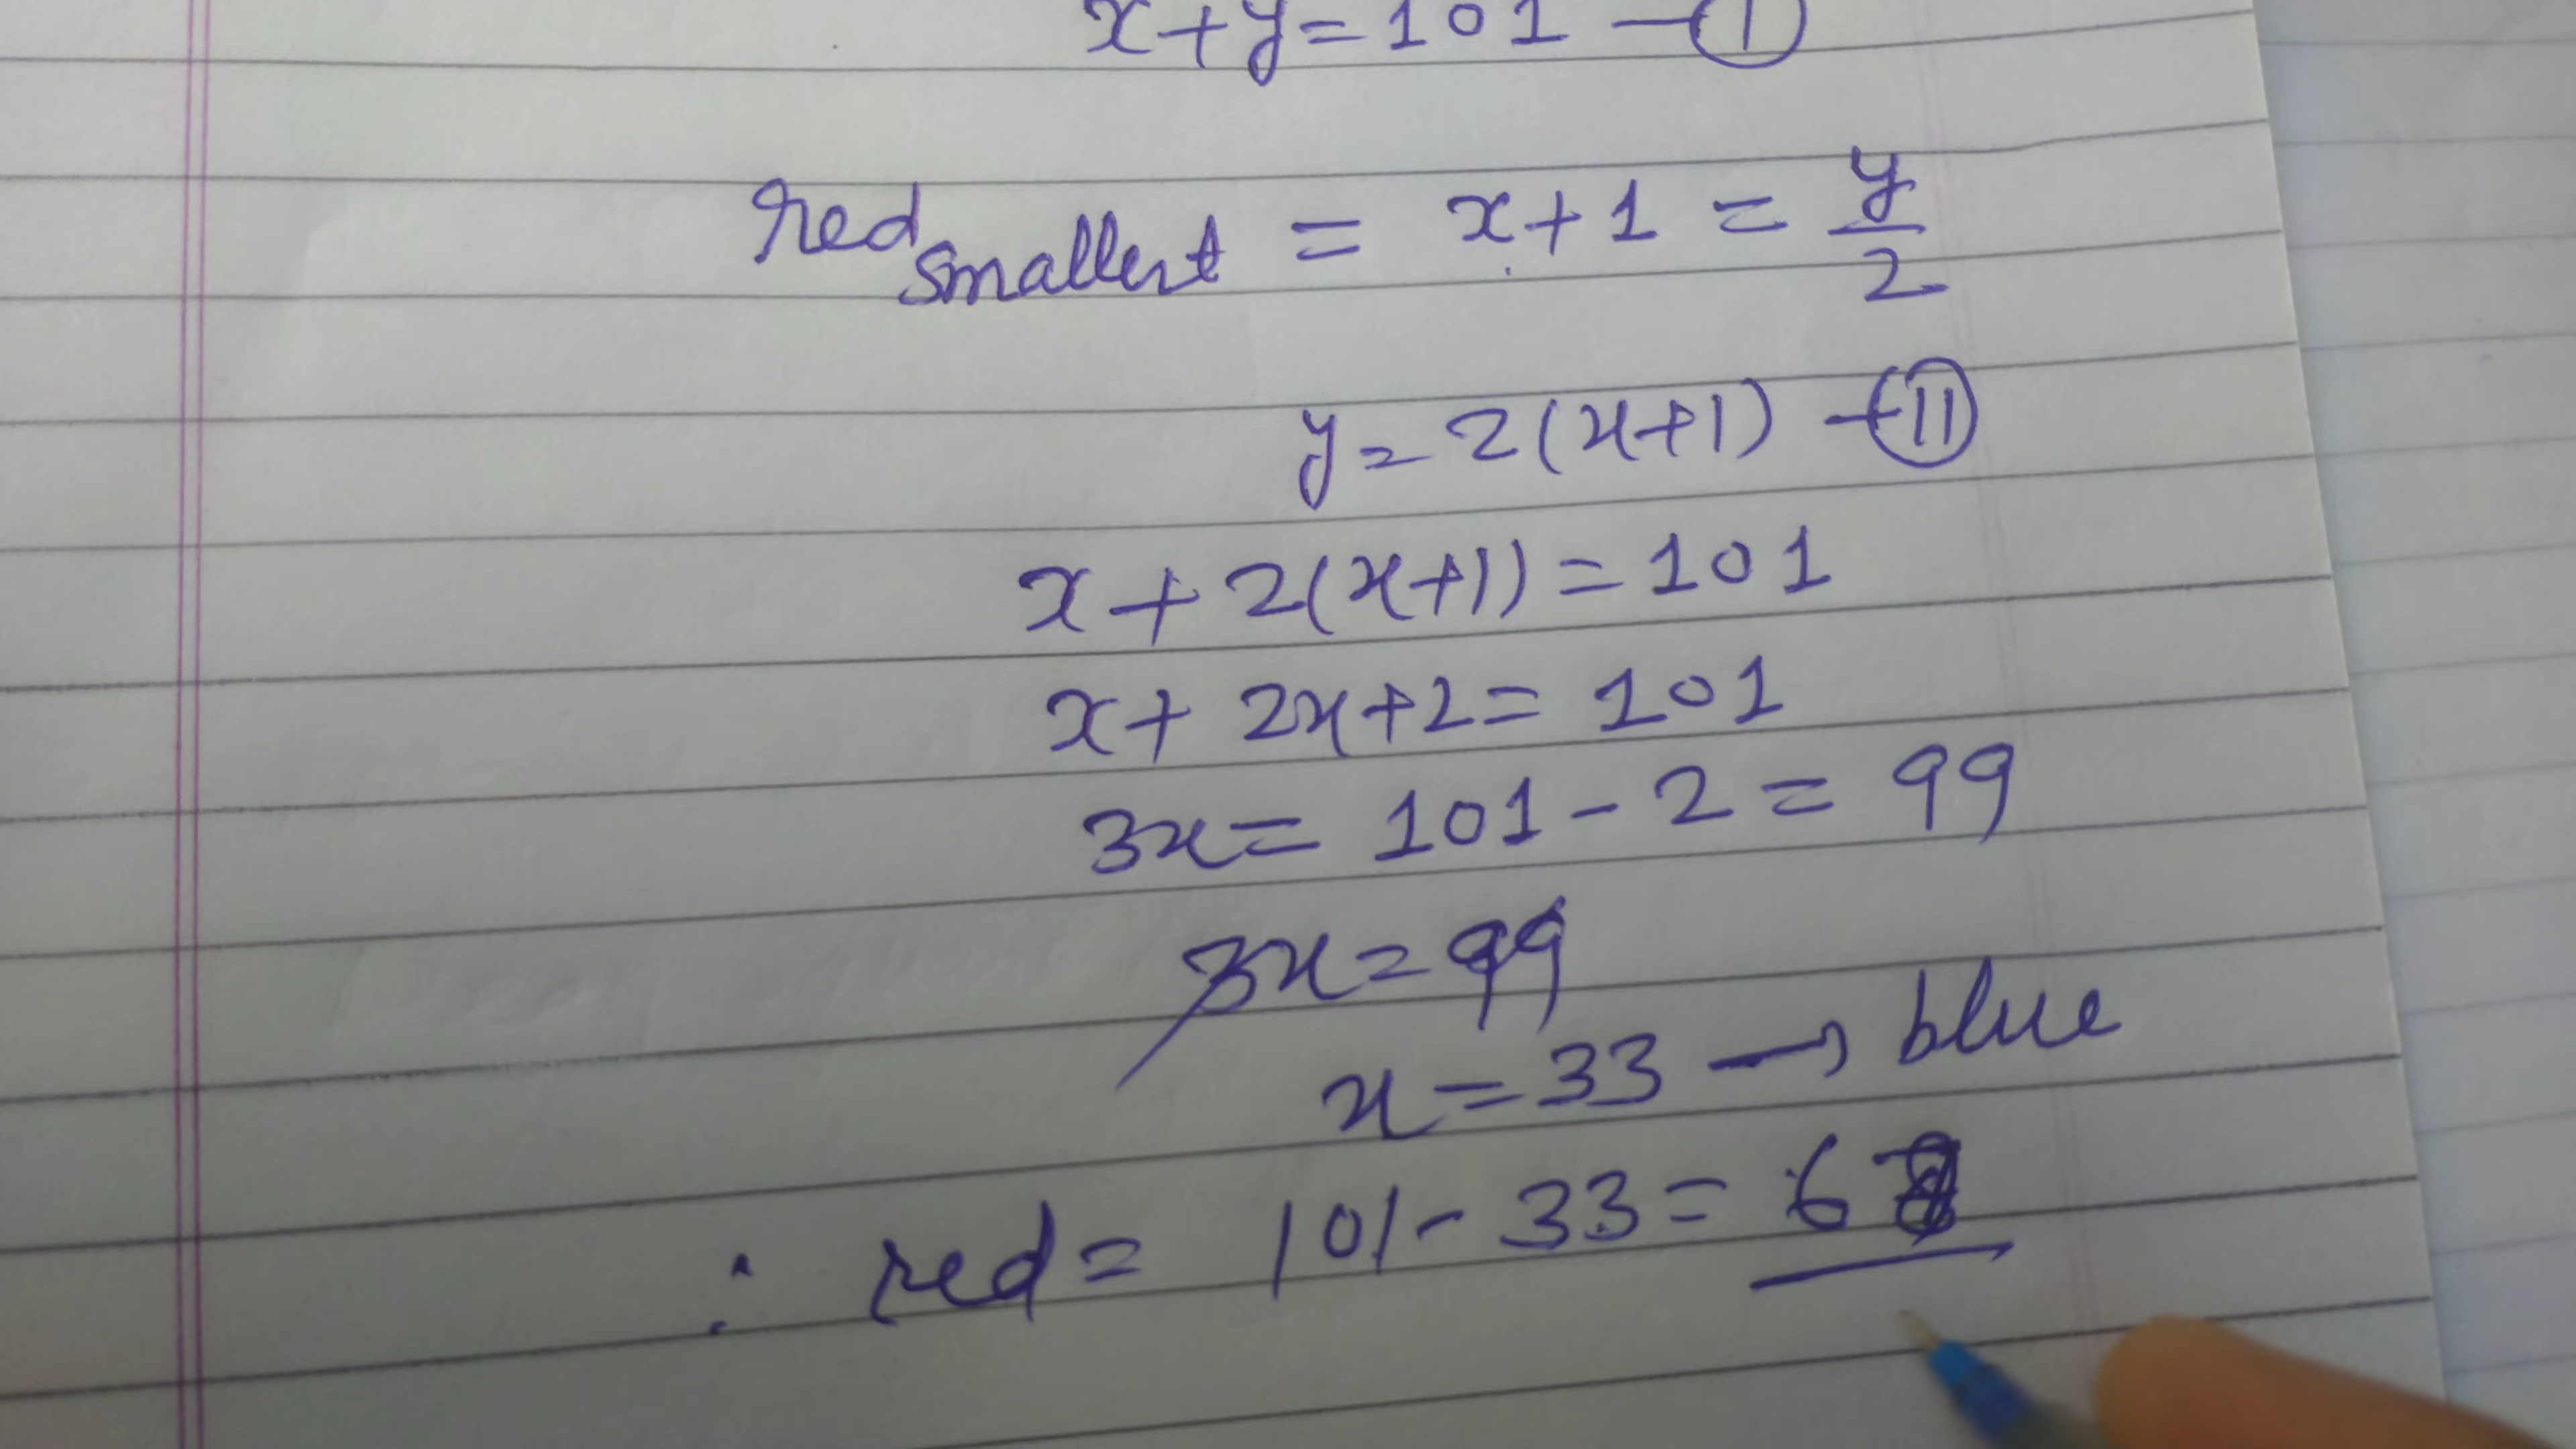 x+y=101 —(I)
red smallest = x+1 = y/2
y=2(x+1) —(II)
x+2(x+1)=101
x+2x+2=101
3x=101-2=99
3x=99
x=33 → blue
∴ red = 101-33=68